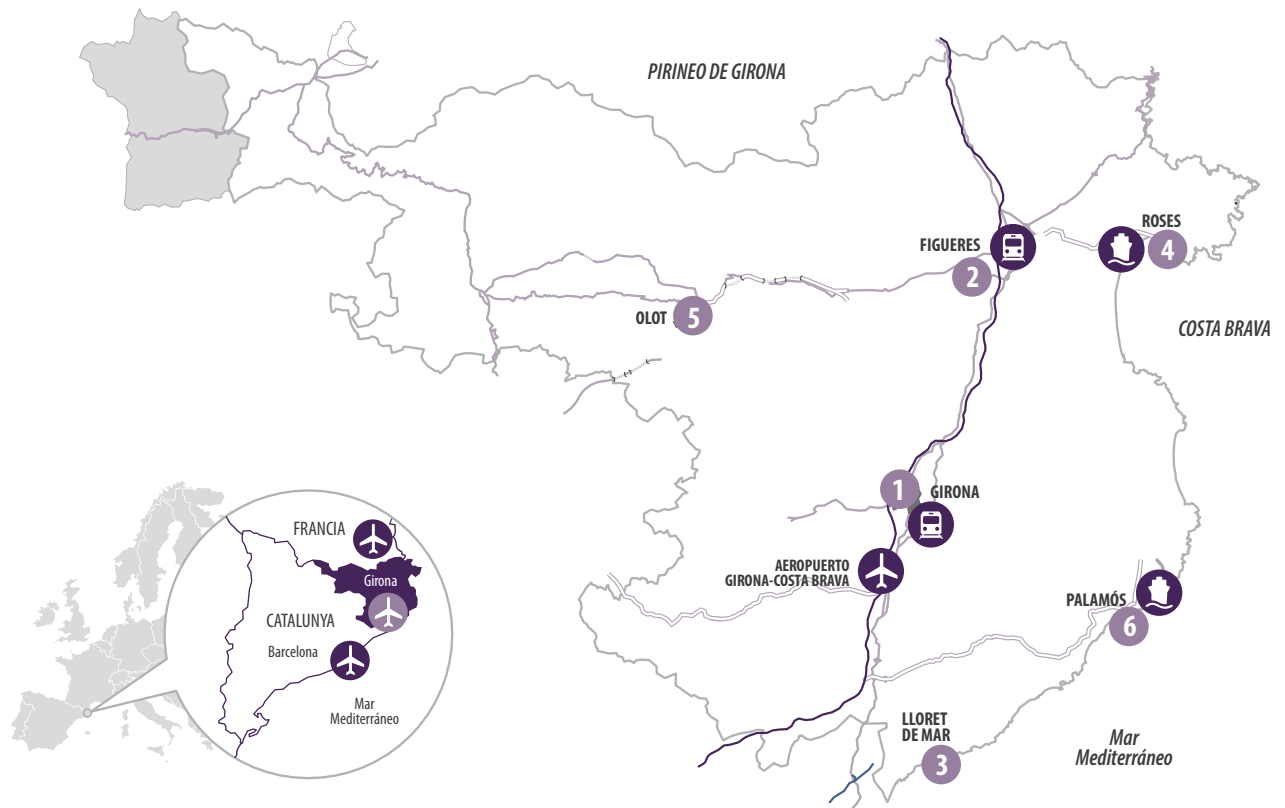 PIRINEO DE GIRONA
ROSES
4
FIGUERES
2
COSTA BRAVA
OLOT
5
1
GIRONA
AEROPUERTO
GIRONA-COSTA BRAVA
PALAMÓS
6
LLORET
DE MAR
3
Mar
Mediterráneo
FRANCIA
Girona
CATALUNYA
Barcelona
Mar
Mediterráneo